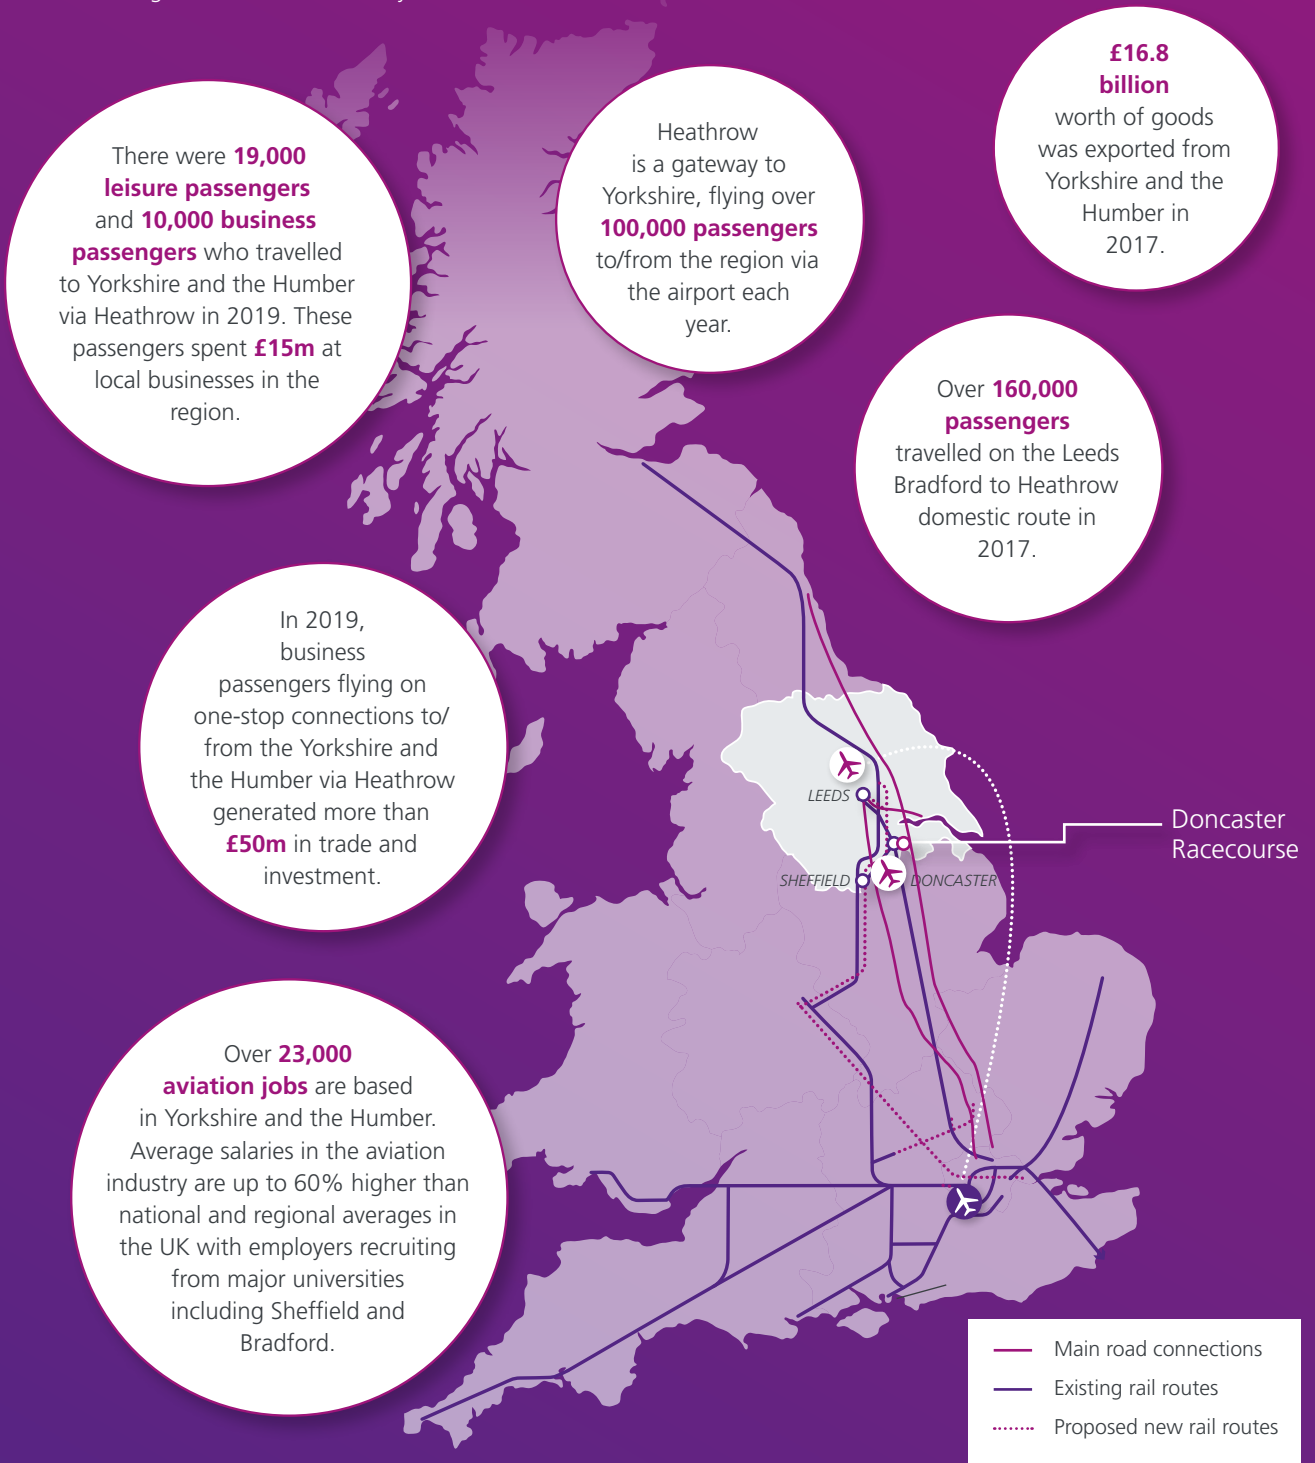 £16.8
billion
worth of goods
was exported from
Yorkshire and the
Humber in
2017.
There were 19,000
leisure passengers
and 10,000 business
passengers who travelled
to Yorkshire and the Humber
via Heathrow in 2019. These
passengers spent £15m at
local businesses in the
region.
Heathrow
is a gateway to
Yorkshire, flying over
100,000 passengers
to/from the region via
the airport each
year.
Over 160,000
passengers
travelled on the Leeds
Bradford to Heathrow
domestic route in
2017.
In 2019,
business
passengers flying on
one-stop connections to/
from the Yorkshire and
the Humber via Heathrow
generated more than
£50m in trade and
investment.
LEEDS
Doncaster
Racecourse
SHEFFIELD
DONCASTER
Over 23,000
aviation jobs are based
in Yorkshire and the Humber.
Average salaries in the aviation
industry are up to 60% higher than
national and regional averages in
the UK with employers recruiting
from major universities
including Sheffield and
Bradford.
Main road connections
Existing rail routes
Proposed new rail routes